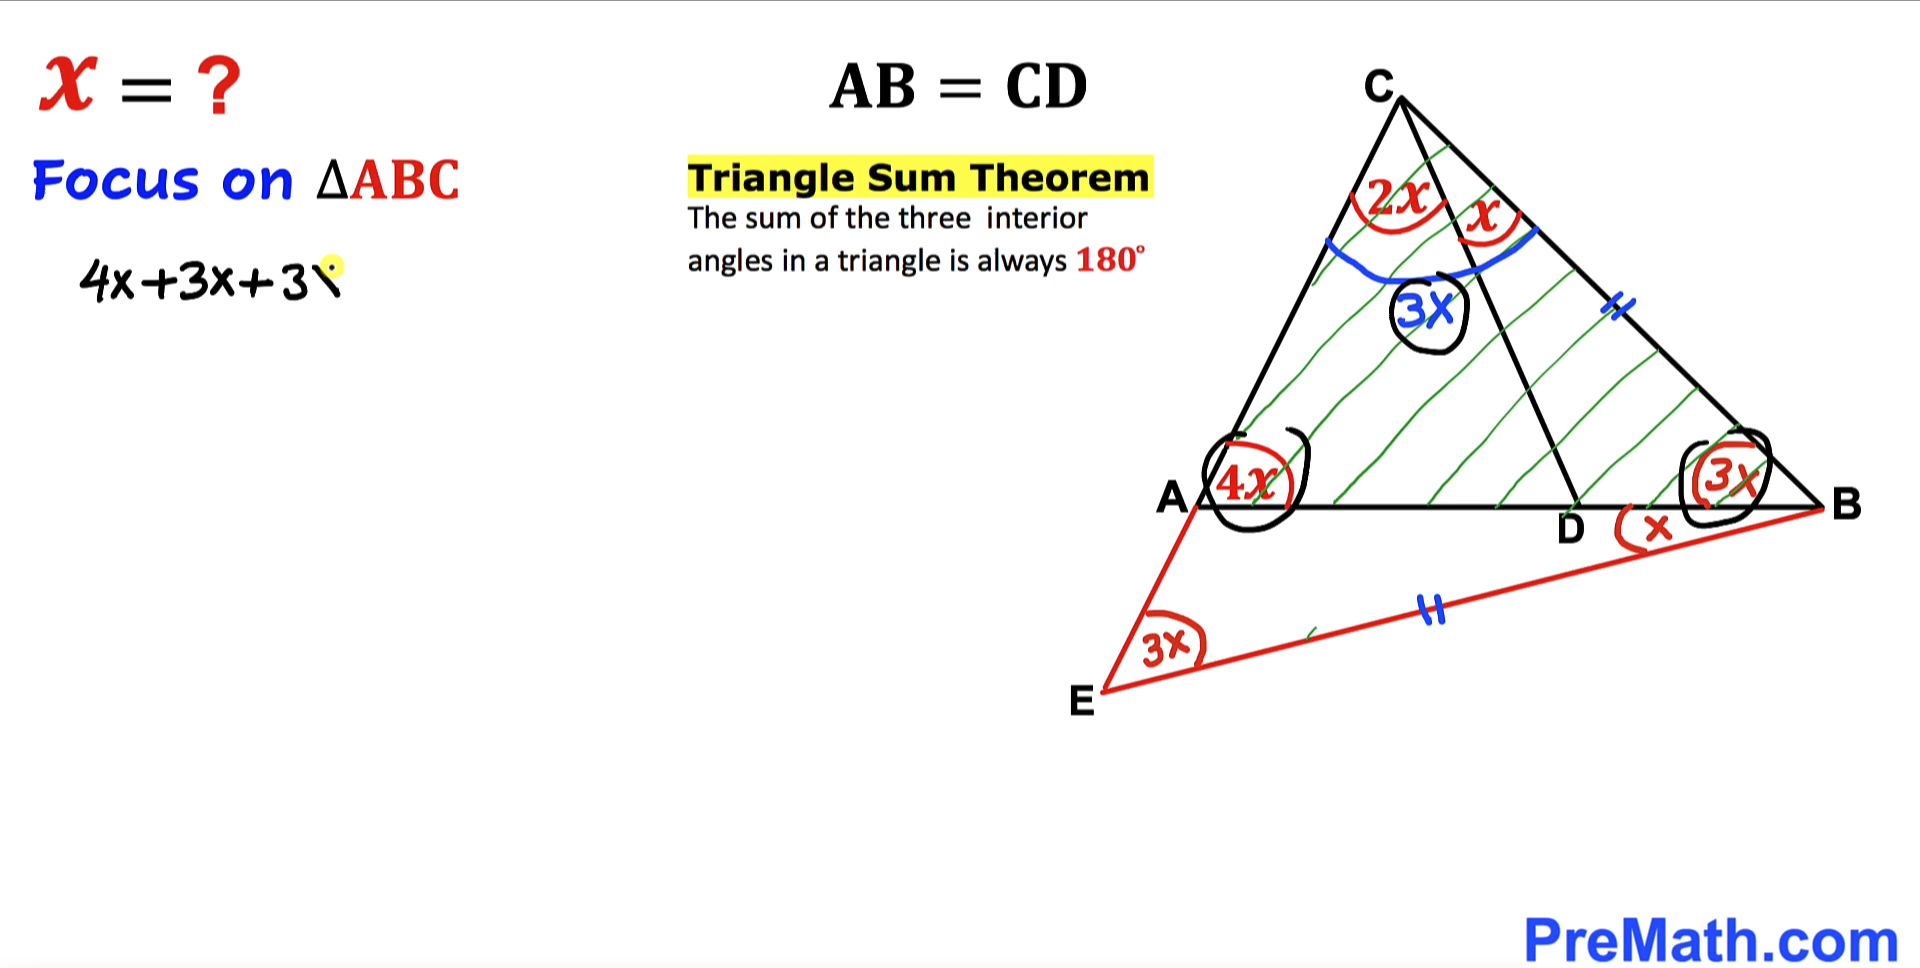 x = ?
AB = CD
Focus on ΔABC
Triangle Sum Theorem
The sum of the three interior
angles in a triangle is always 180°
4x+3x+3
C
2x
x
3x
A
4x
3x
B
D
x
3x
E
PreMath.com